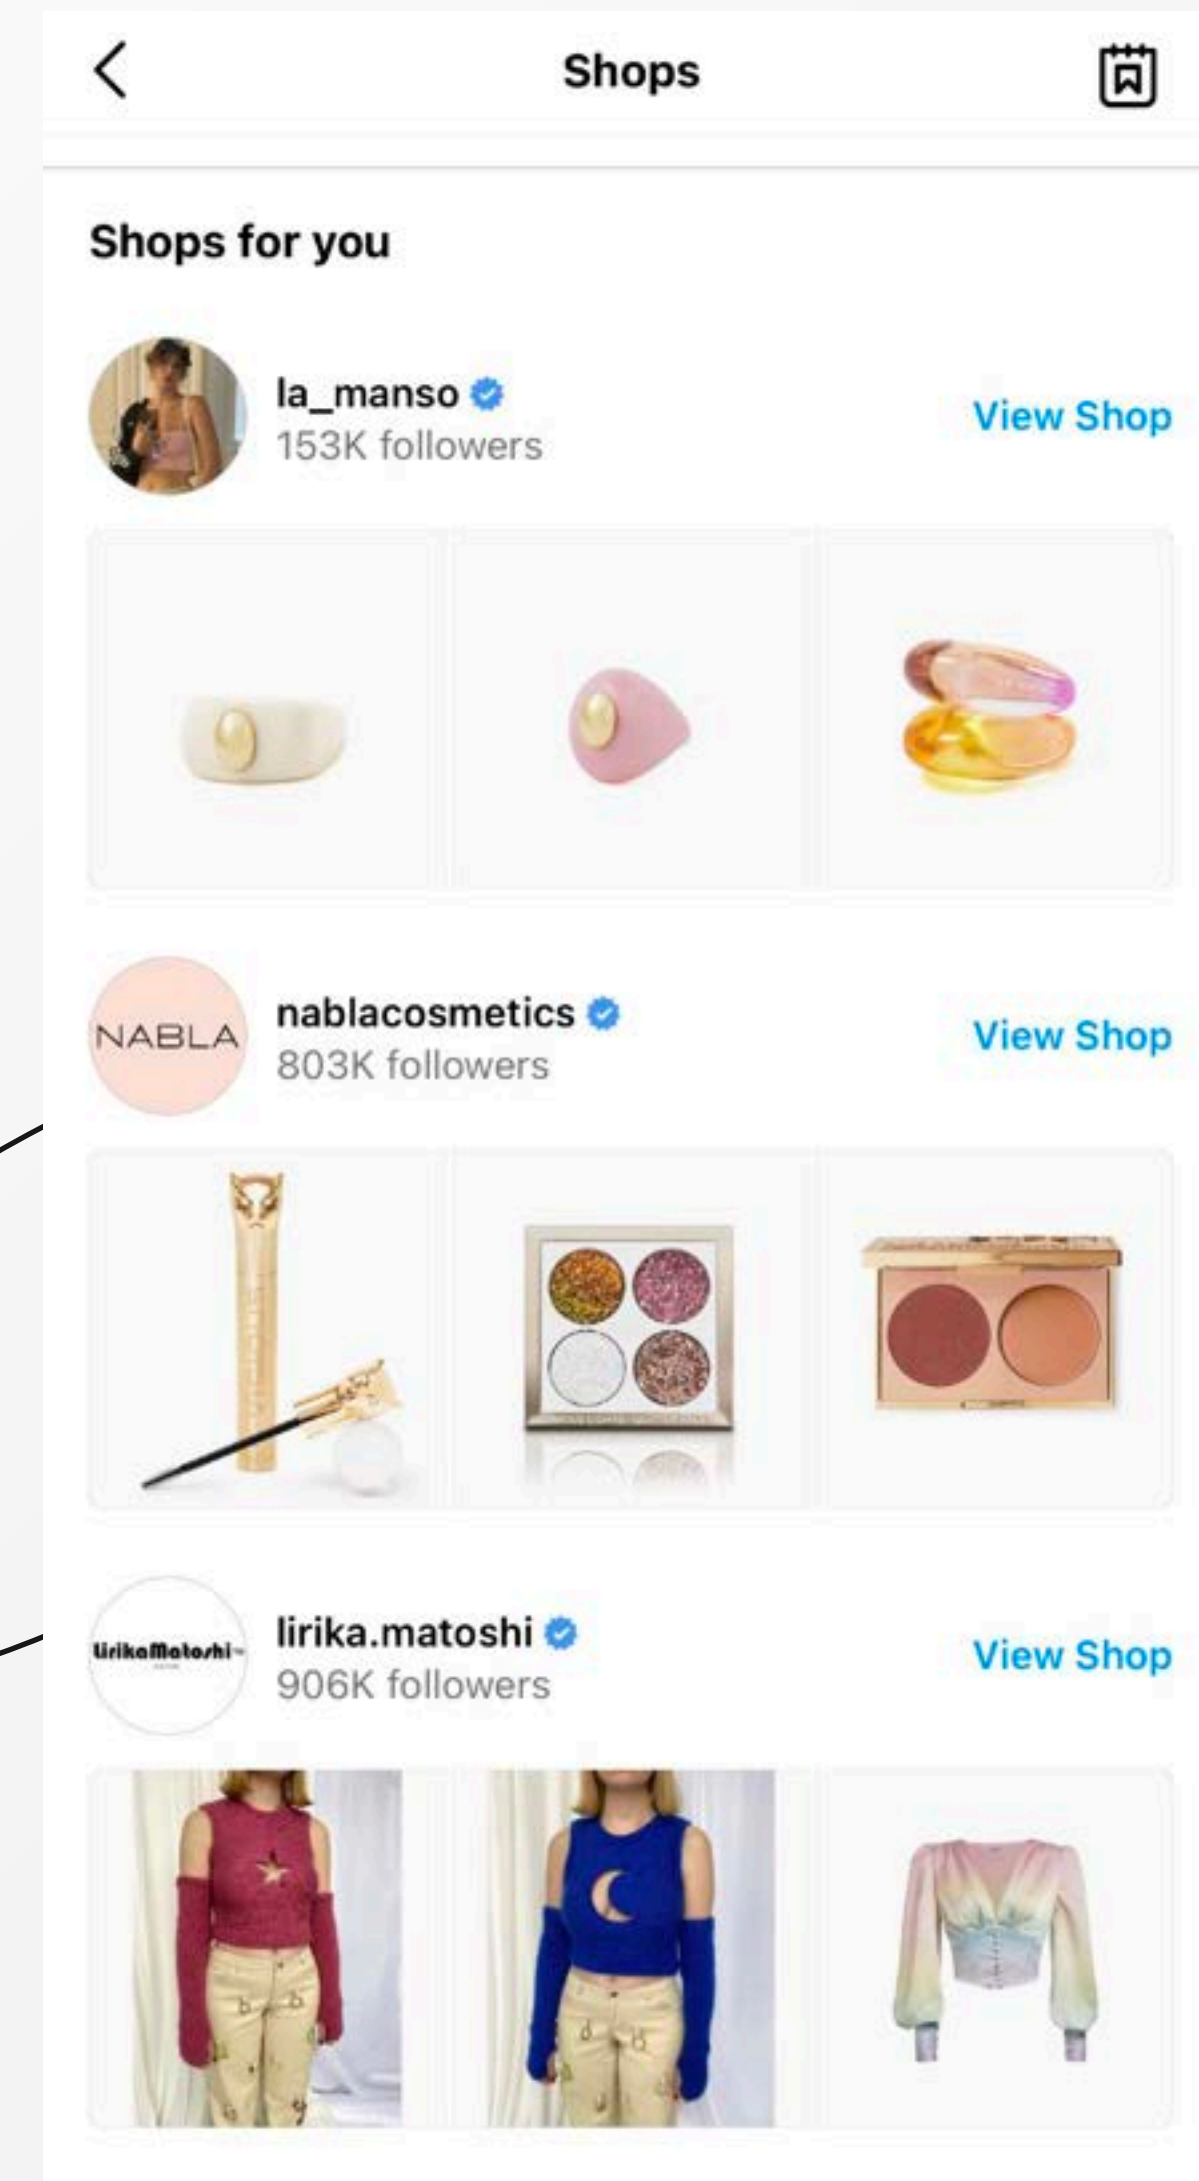 Shops
Shops for you
la_manso
153K followers
View Shop
NABLA
nablacosmetics
803K followers
View Shop
LirikaMatoshi
lirika.matoshi
906K followers
View Shop